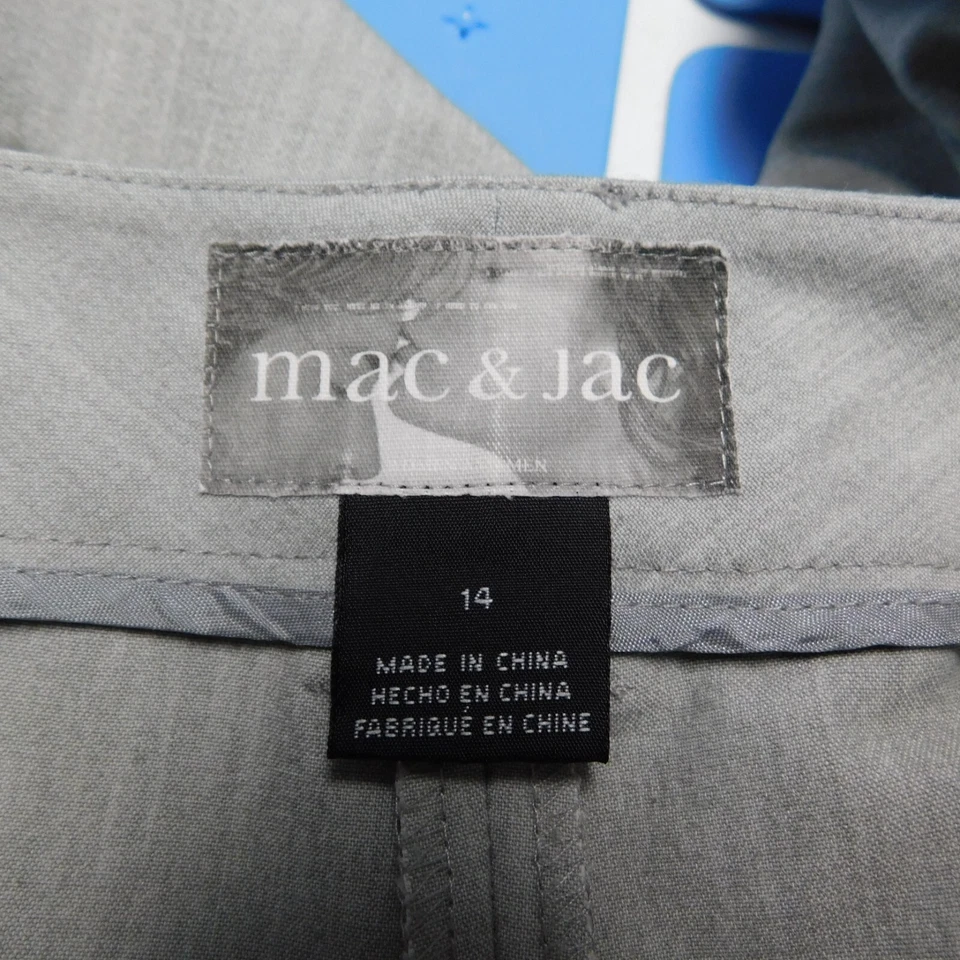 mac & Jac
14
MADE IN CHINA
HECHO EN CHINA
FABRIQUÉ EN CHINE